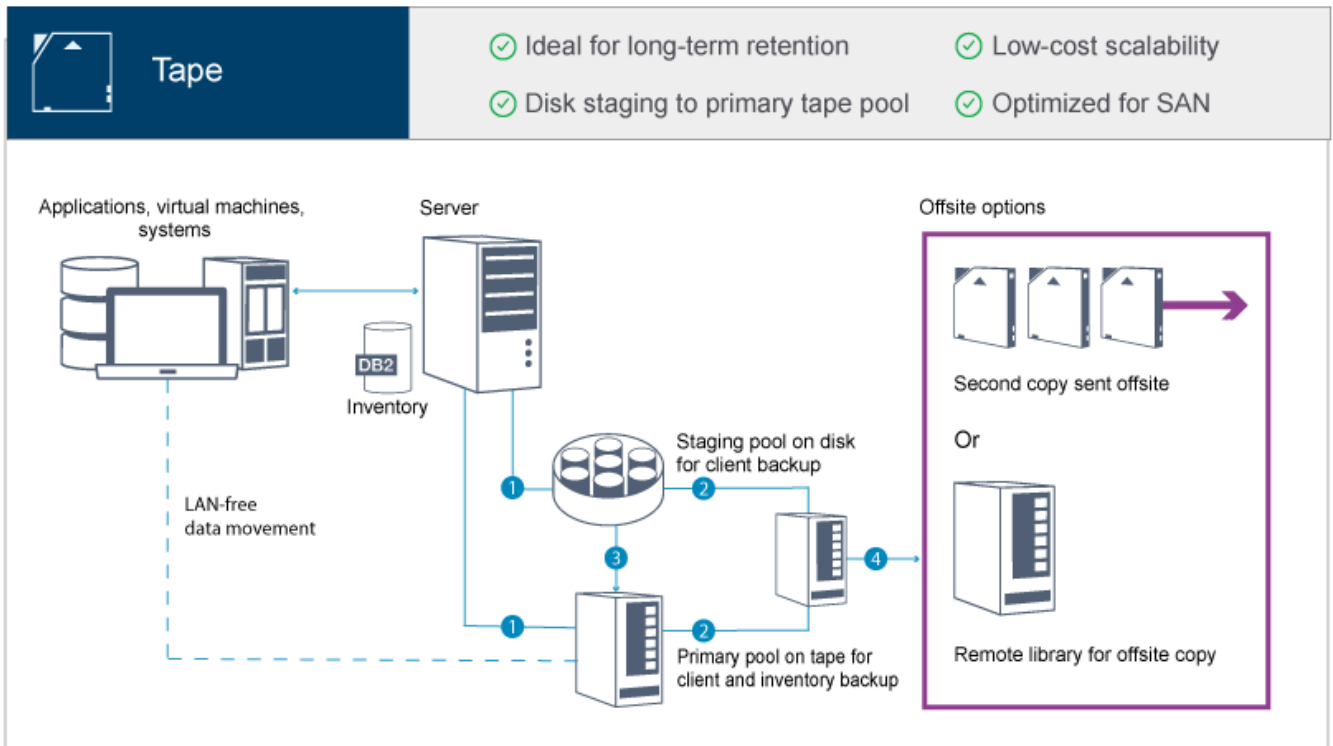 Tape
Ideal for long-term retention
Low-cost scalability
Disk staging to primary tape pool
Optimized for SAN
Applications, virtual machines,
systems
Server
Offsite options
DB2
Inventory
Second copy sent offsite
Or
Staging pool on disk
for client backup
1
2
LAN-free
data movement
3
4
1
2
Primary pool on tape for
client and inventory backup
Remote library for offsite copy